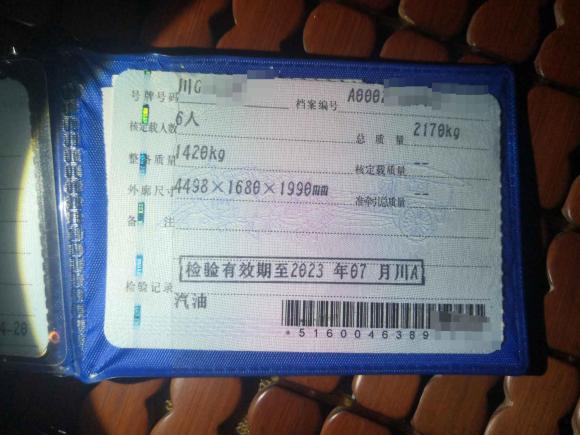 号牌号码 川G 档案编号 A0002
核定载人数 6人 总质量 2170kg
整备质量 1420kg 核定载质量 --
外廓尺寸 4498×1680×1990mm 准牵引总质量 --
备注
检验记录 检验有效期至2023年07月川A
汽油
*5160046389
4-20